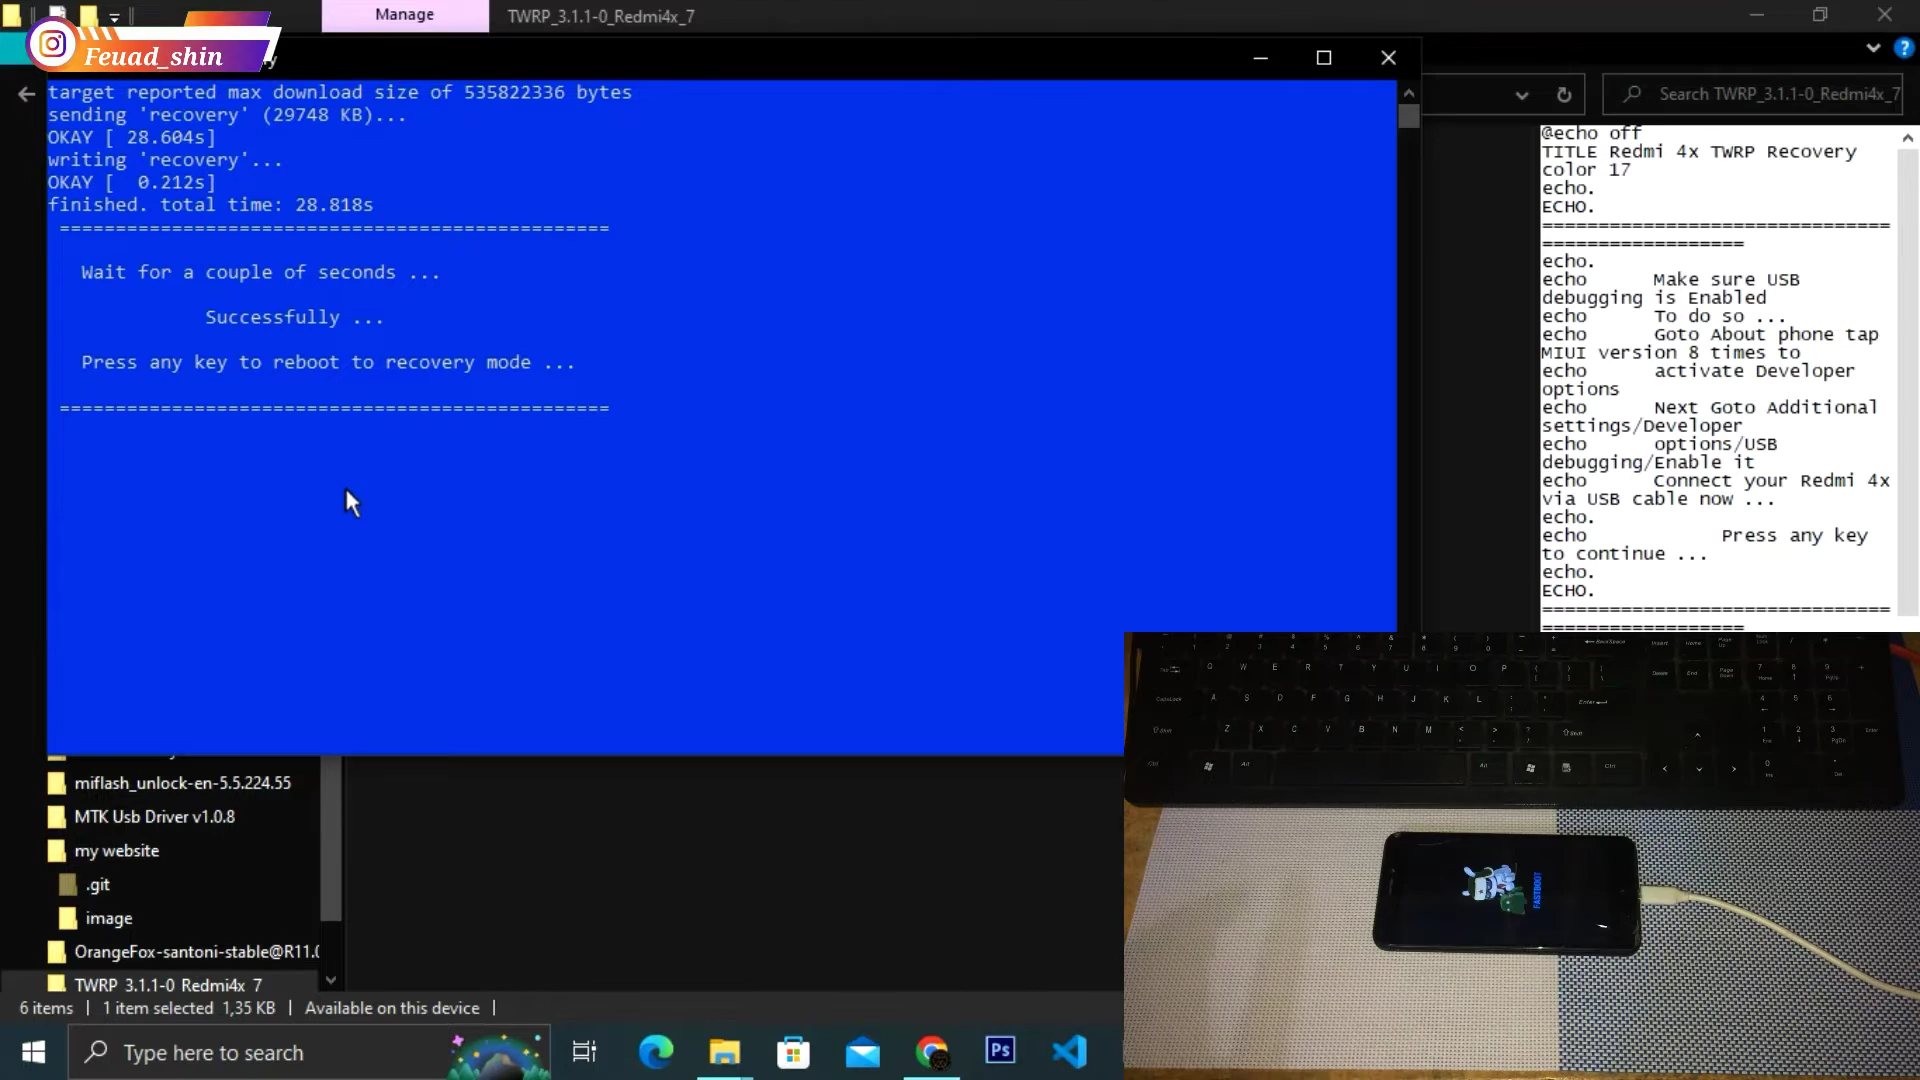 Manage
TWRP_3.1.1-0_Redmi4x_7
Feuad_shin
target reported max download size of 535822336 bytes
sending 'recovery' (29748 KB)...
OKAY [ 28.604s]
writing 'recovery'...
OKAY [  0.212s]
finished. total time: 28.818s
=================================================
Wait for a couple of seconds ...
Successfully ...
Press any key to reboot to recovery mode ...
=================================================
Search TWRP_3.1.1-0_Redmi4x_7
@echo off
TITLE Redmi 4x TWRP Recovery
color 17
echo.
ECHO.
===============================
==================
echo.
echo      Make sure USB
debugging is Enabled
echo      To do so ...
echo      Goto About phone tap
MIUI version 8 times to
echo      activate Developer
options
echo      Next Goto Additional
settings/Developer
echo      options/USB
debugging/Enable it
echo      Connect your Redmi 4x
via USB cable now ...
echo.
echo            Press any key
to continue ...
echo.
ECHO.
===============================
==================
miflash_unlock-en-5.5.224.55
MTK Usb Driver v1.0.8
my website
.git
image
OrangeFox-santoni-stable@R11.0
TWRP_3.1.1-0_Redmi4x_7
6 items
1 item selected 1,35 KB
Available on this device
Type here to search
Ps
FASTBOOT